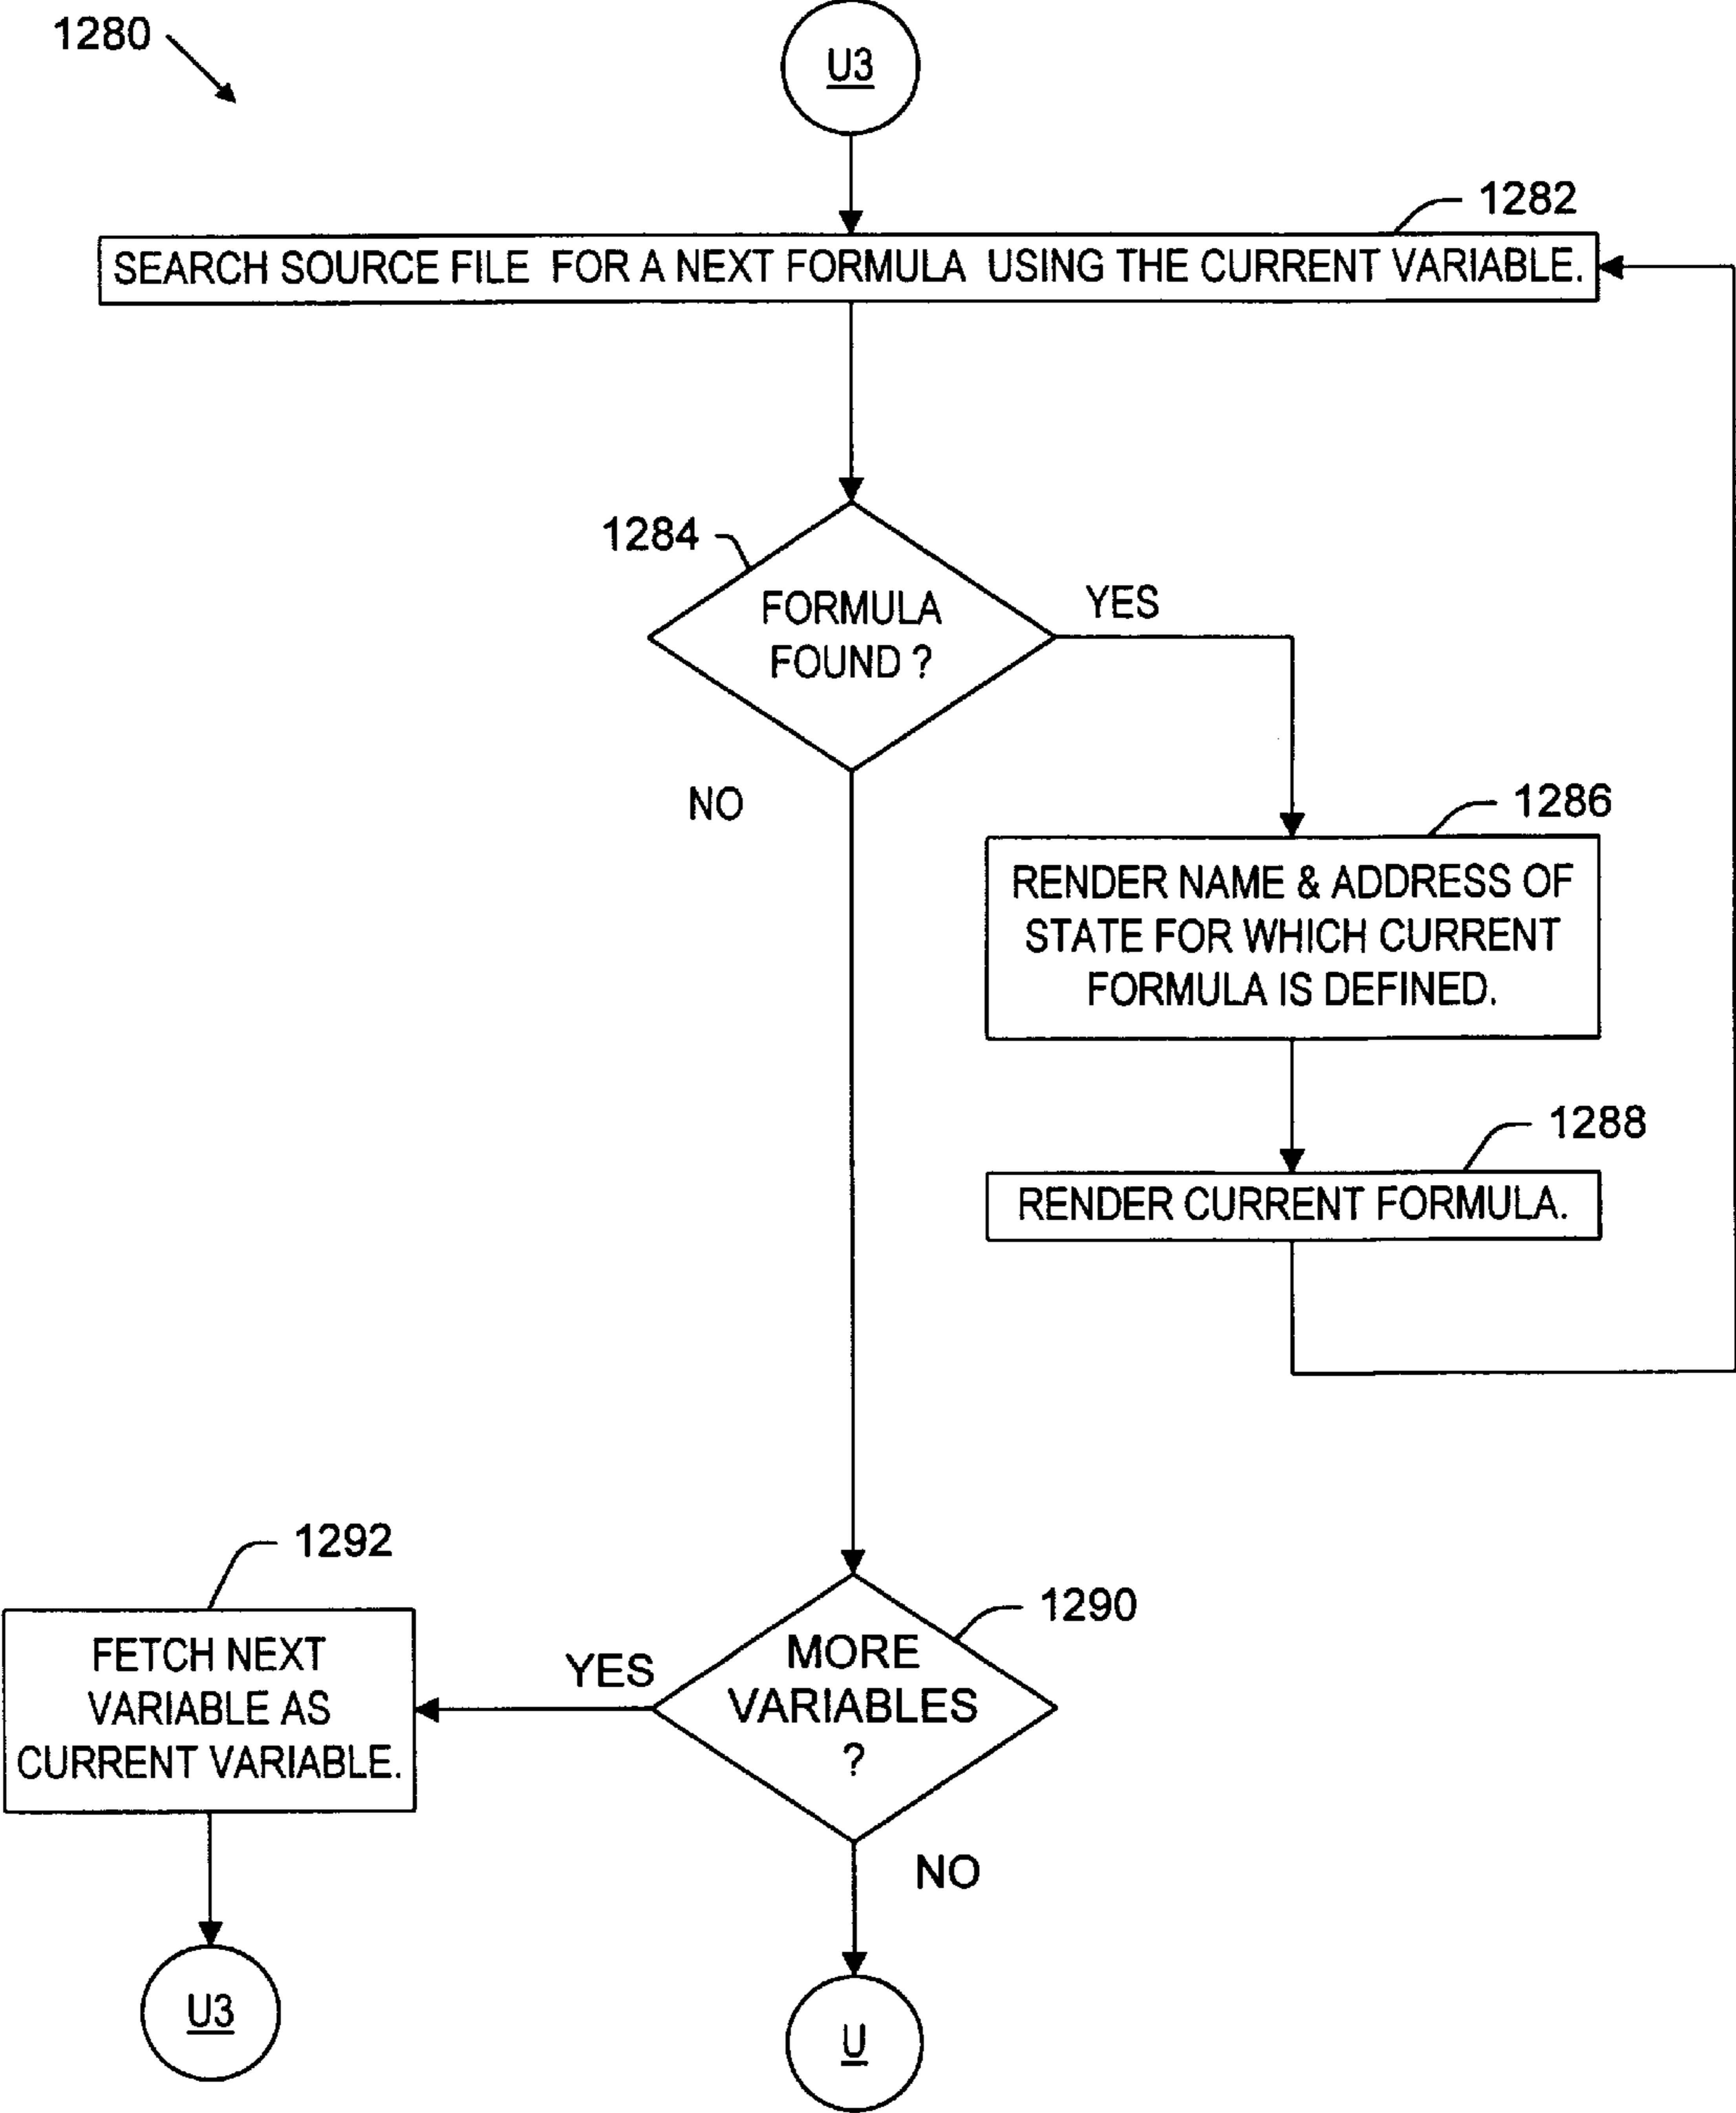 1280
U3
1282
SEARCH SOURCE FILE FOR A NEXT FORMULA USING THE CURRENT VARIABLE.
1284
FORMULA
FOUND ?
YES
NO
1286
RENDER NAME & ADDRESS OF
STATE FOR WHICH CURRENT
FORMULA IS DEFINED.
1288
RENDER CURRENT FORMULA.
1292
FETCH NEXT
VARIABLE AS
CURRENT VARIABLE.
YES
1290
MORE
VARIABLES
?
NO
U3
U